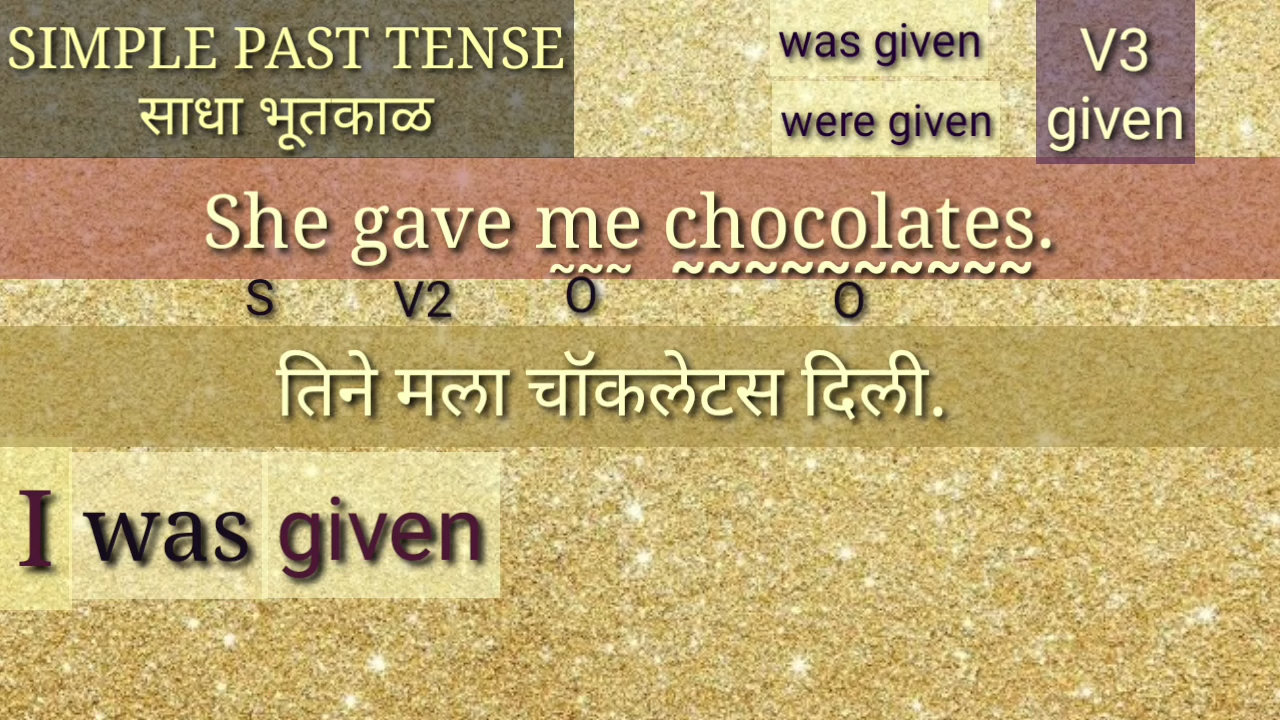 SIMPLE PAST TENSE
साधा भूतकाळ
was given
were given
V3
given
She gave me chocolates.
~~~ ~~~~~~~~~~
S V2 O O
तिने मला चॉकलेटस दिली.
I was given